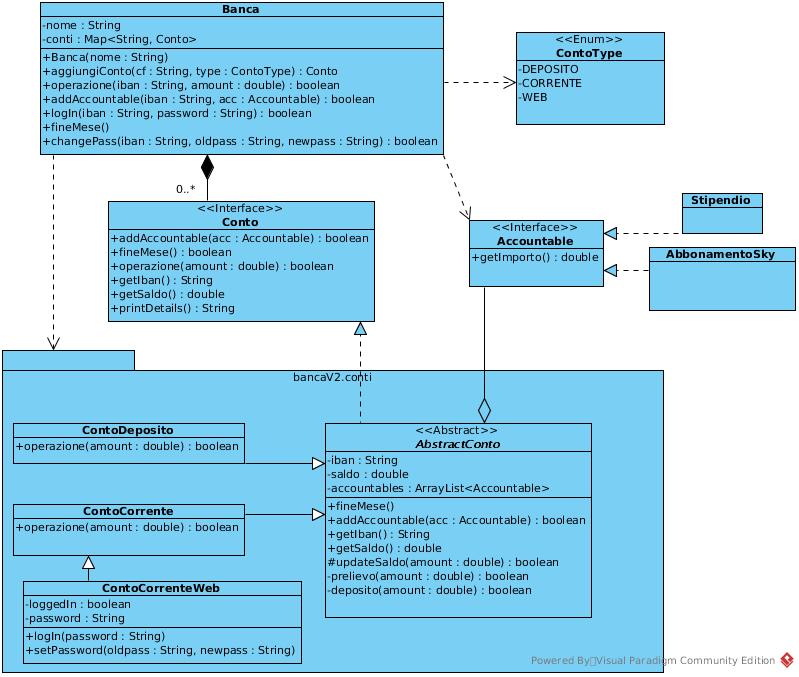 Banca
-nome : String
-conti : Map<String, Conto>
+Banca(nome : String)
+aggiungiConto(cf : String, type : ContoType) : Conto
+operazione(iban : String, amount : double) : boolean
+addAccountable(iban : String, acc : Accountable) : boolean
+logIn(iban : String, password : String) : boolean
+fineMese()
+changePass(iban : String, oldpass : String, newpass : String) : boolean
<<Enum>>
ContoType
-DEPOSITO
-CORRENTE
-WEB
0..*
<<Interface>>
Conto
+addAccountable(acc : Accountable) : boolean
+fineMese() : boolean
+operazione(amount : double) : boolean
+getIban() : String
+getSaldo() : double
+printDetails() : String
<<Interface>>
Accountable
+getImporto() : double
Stipendio
AbbonamentoSky
bancaV2.conti
ContoDeposito
+operazione(amount : double) : boolean
ContoCorrente
+operazione(amount : double) : boolean
ContoCorrenteWeb
-loggedIn : boolean
-password : String
+logIn(password : String)
+setPassword(oldpass : String, newpass : String)
<<Abstract>>
AbstractConto
-iban : String
-saldo : double
-accountables : ArrayList<Accountable>
+fineMese()
+addAccountable(acc : Accountable) : boolean
+getIban() : String
+getSaldo() : double
#updateSaldo(amount : double) : boolean
-prelievo(amount : double) : boolean
-deposito(amount : double) : boolean
Powered By Visual Paradigm Community Edition